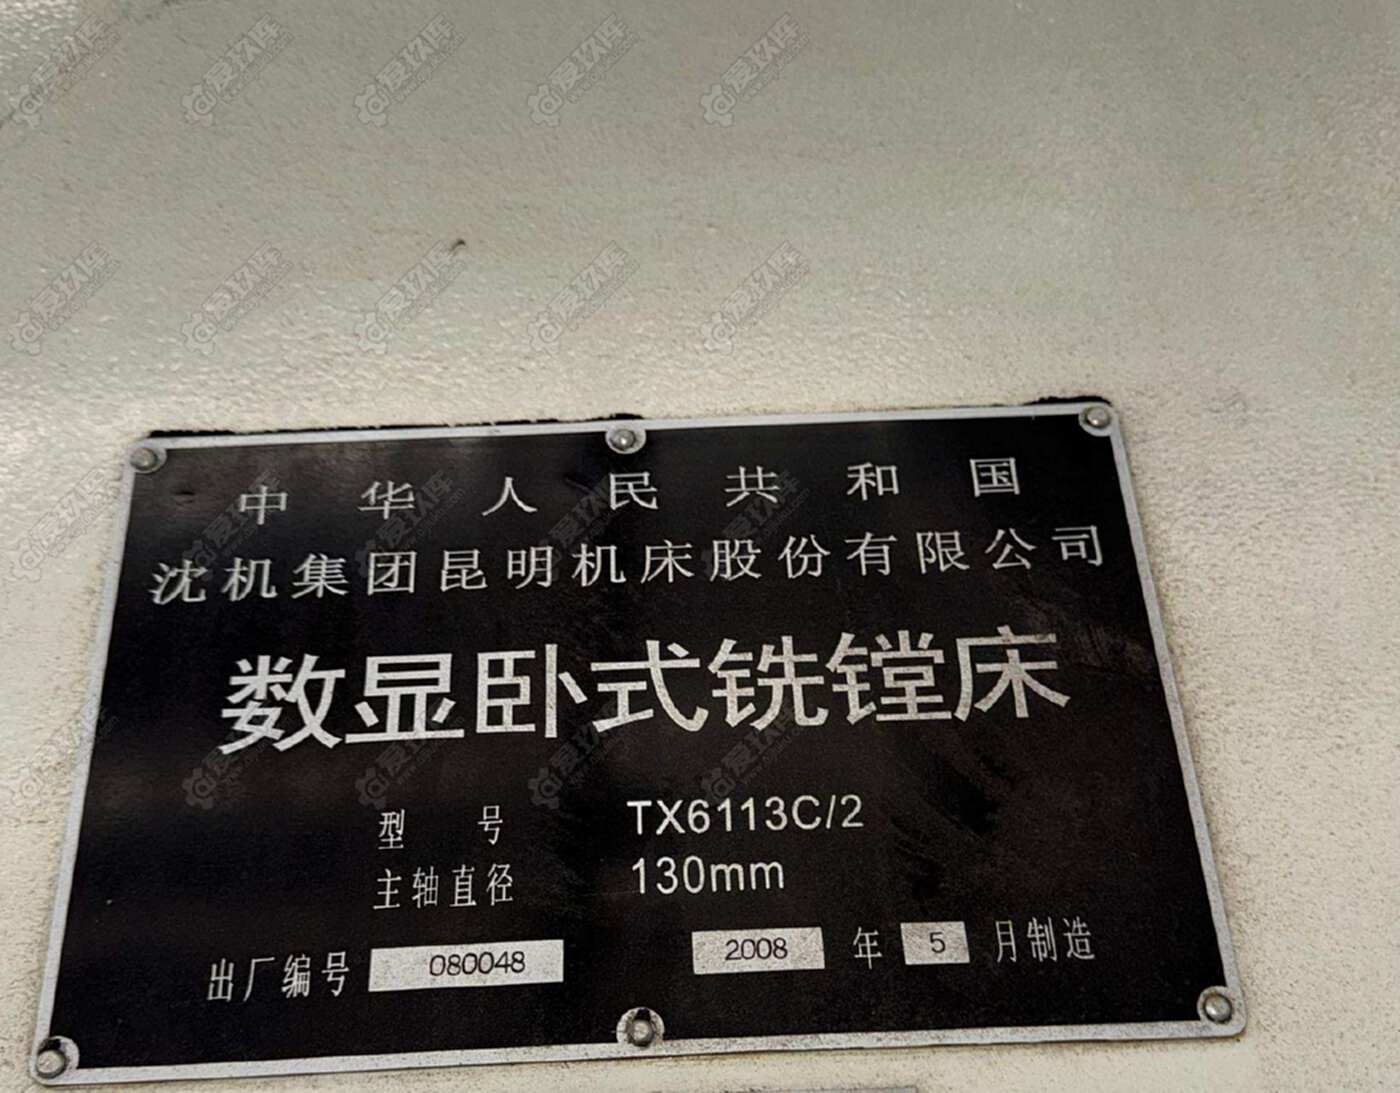 中华人民共和国
沈机集团昆明机床股份有限公司
数显卧式铣镗床
型号 TX6113C/2
主轴直径 130mm
出厂编号 080048 2008 年 5 月制造